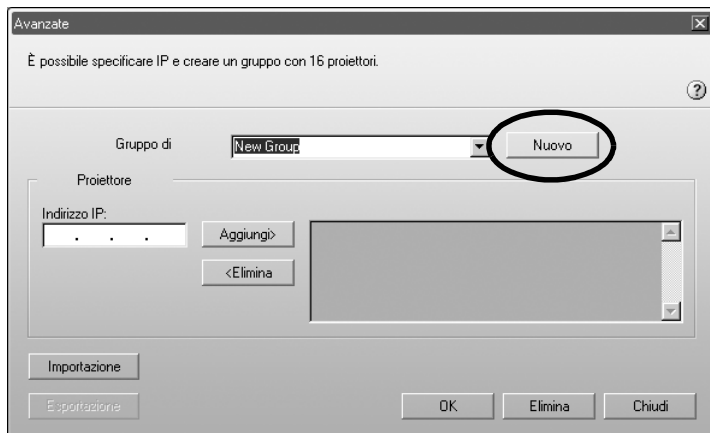 Avanzate
È possibile specificare IP e creare un gruppo con 16 proiettori.
Gruppo di
New Group
Nuovo
Proiettore
Indirizzo IP:
. . .
Aggiungi>
<Elimina
Importazione
Esportazione
OK
Elimina
Chiudi